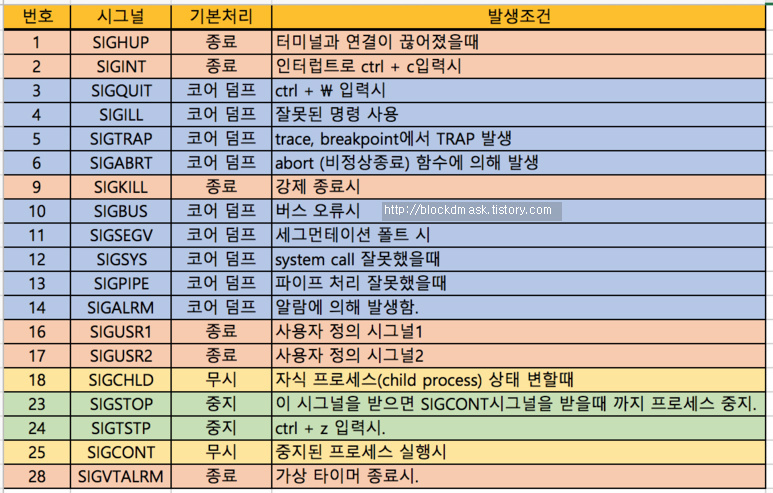 번호 시그널 기본처리 발생조건
1 SIGHUP 종료 터미널과 연결이 끊어졌을때
2 SIGINT 종료 인터럽트로 ctrl + c입력시
3 SIGQUIT 코어 덤프 ctrl + ₩ 입력시
4 SIGILL 코어 덤프 잘못된 명령 사용
5 SIGTRAP 코어 덤프 trace, breakpoint에서 TRAP 발생
6 SIGABRT 코어 덤프 abort (비정상종료) 함수에 의해 발생
9 SIGKILL 종료 강제 종료시
10 SIGBUS 코어 덤프 버스 오류시 http://blockdmask.tistory.com
11 SIGSEGV 코어 덤프 세그먼테이션 폴트 시
12 SIGSYS 코어 덤프 system call 잘못했을때
13 SIGPIPE 코어 덤프 파이프 처리 잘못했을때
14 SIGALRM 코어 덤프 알람에 의해 발생함.
16 SIGUSR1 종료 사용자 정의 시그널1
17 SIGUSR2 종료 사용자 정의 시그널2
18 SIGCHLD 무시 자식 프로세스(child process) 상태 변할때
23 SIGSTOP 중지 이 시그널을 받으면 SIGCONT시그널을 받을때 까지 프로세스 중지.
24 SIGTSTP 중지 ctrl + z 입력시.
25 SIGCONT 무시 중지된 프로세스 실행시
28 SIGVTALRM 종료 가상 타이머 종료시.